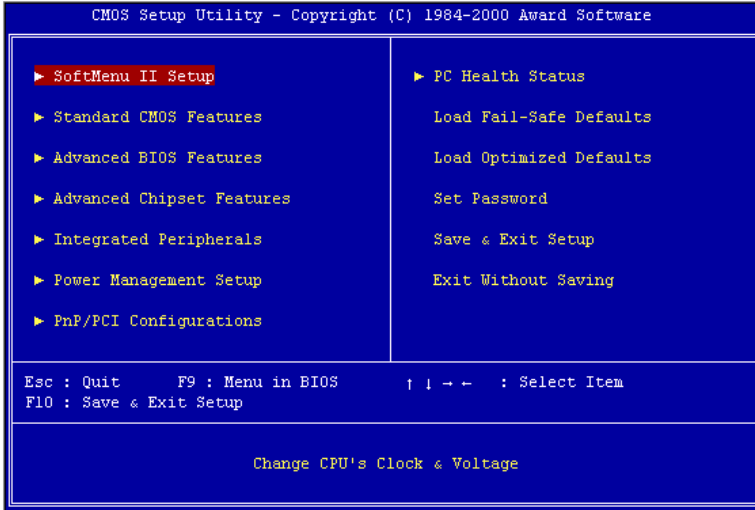 CMOS Setup Utility - Copyright (C) 1984-2000 Award Software
► SoftMenu II Setup
► Standard CMOS Features
► Advanced BIOS Features
► Advanced Chipset Features
► Integrated Peripherals
► Power Management Setup
► PnP/PCI Configurations
► PC Health Status
Load Fail-Safe Defaults
Load Optimized Defaults
Set Password
Save & Exit Setup
Exit Without Saving
Esc : Quit F9 : Menu in BIOS ↑ ↓ → ← : Select Item
F10 : Save & Exit Setup
Change CPU's Clock & Voltage